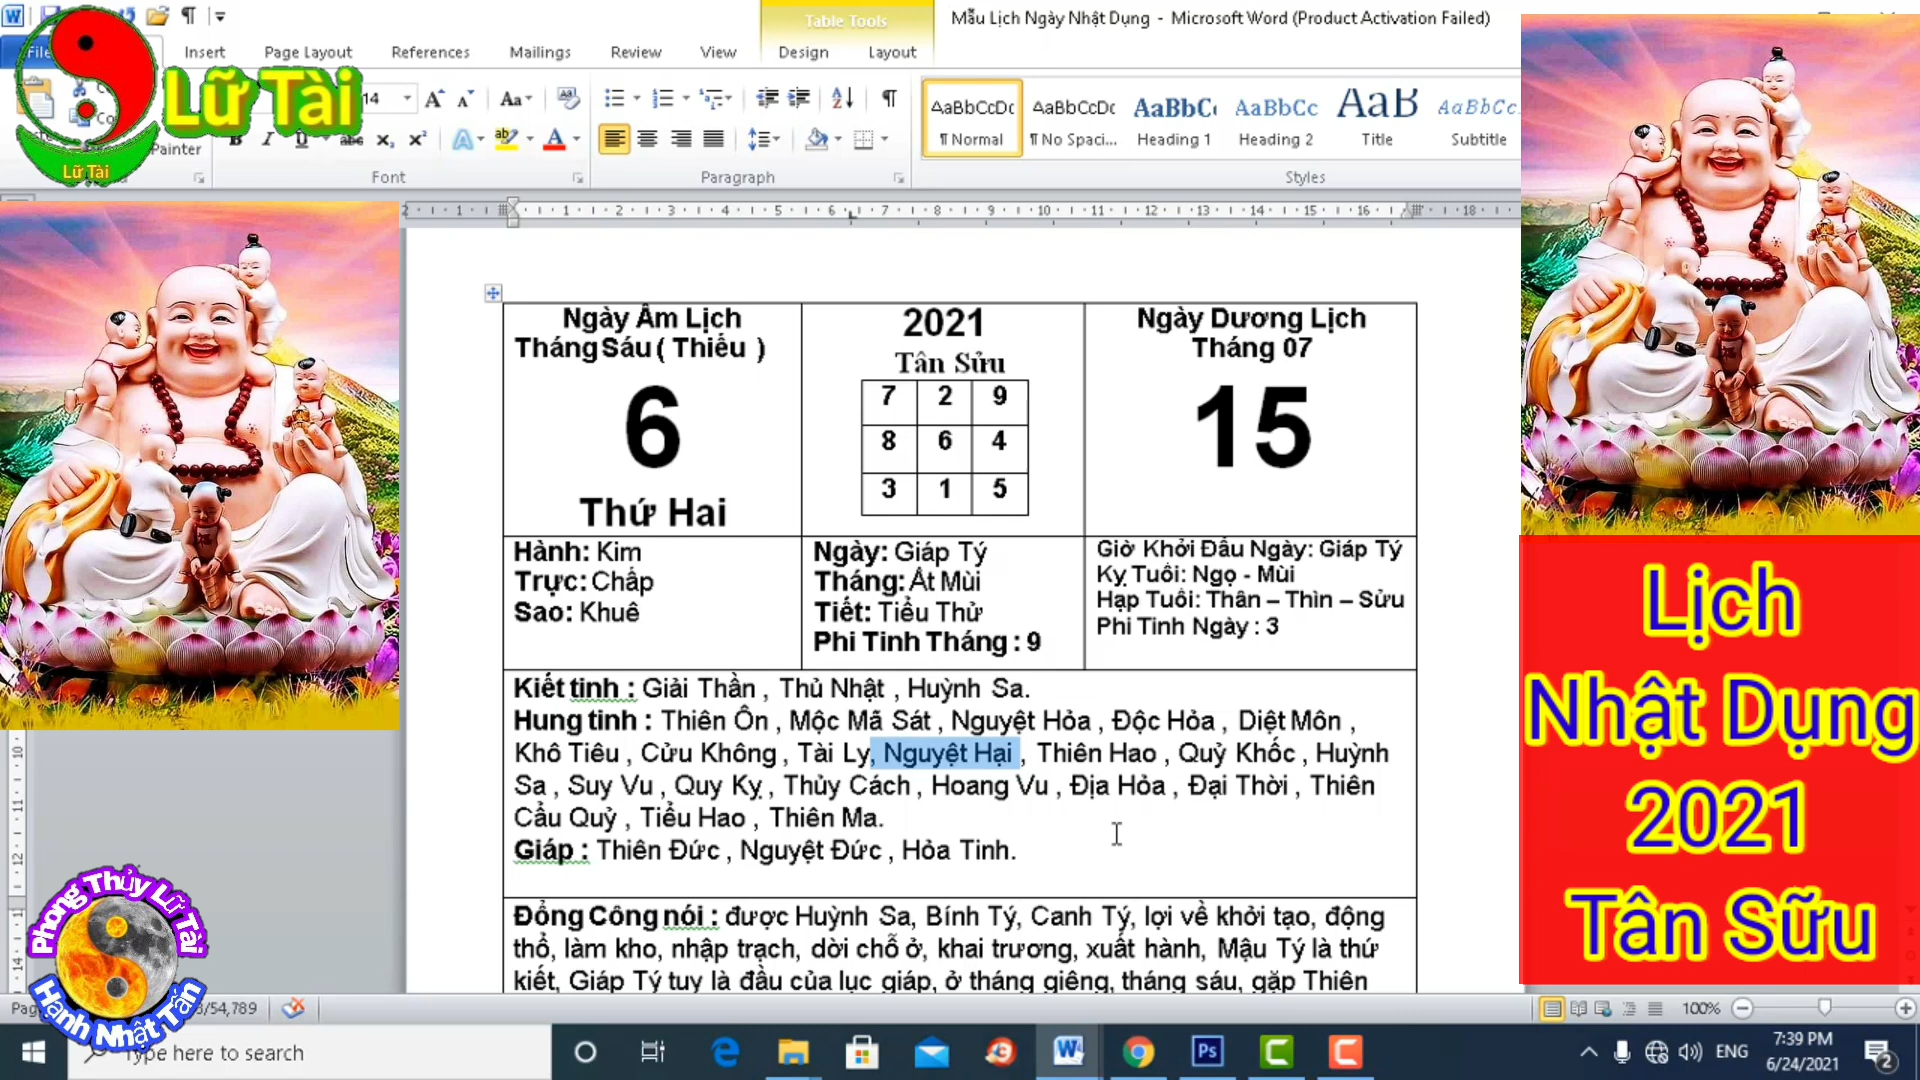 Mẫu Lịch Ngày Nhật Dụng - Microsoft Word (Product Activation Failed)
Table Tools
File Insert Page Layout References Mailings Review View Design Layout
Lữ Tài
Lữ Tài
14
Painter
Font Paragraph Styles
AaBbCcDc AaBbCcDc AaBbC AaBbCc AaB AaBbCc
¶ Normal ¶ No Spaci... Heading 1 Heading 2 Title Subtitle
Ngày Âm Lịch
Tháng Sáu ( Thiếu )
6
Thứ Hai
2021
Tân Sửu
7 2 9
8 6 4
3 1 5
Ngày Dương Lịch
Tháng 07
15
Hành: Kim
Trực: Chấp
Sao: Khuê
Ngày: Giáp Tý
Tháng: Ất Mùi
Tiết: Tiểu Thử
Phi Tinh Tháng : 9
Giờ Khởi Đầu Ngày: Giáp Tý
Kỵ Tuổi: Ngọ - Mùi
Hạp Tuổi: Thân – Thìn – Sửu
Phi Tinh Ngày : 3
Kiết tinh : Giải Thần , Thủ Nhật , Huỳnh Sa.
Hung tinh : Thiên Ôn , Mộc Mã Sát , Nguyệt Hỏa , Độc Hỏa , Diệt Môn ,
Khô Tiêu , Cửu Không , Tài Ly, Nguyệt Hại , Thiên Hao , Quỷ Khốc , Huỳnh
Sa , Suy Vu , Quy Kỵ , Thủy Cách , Hoang Vu , Địa Hỏa , Đại Thời , Thiên
Cẩu Quỷ , Tiểu Hao , Thiên Ma.
Giáp : Thiên Đức , Nguyệt Đức , Hỏa Tinh.
Đổng Công nói : được Huỳnh Sa, Bính Tý, Canh Tý, lợi về khởi tạo, động
thổ, làm kho, nhập trạch, dời chỗ ở, khai trương, xuất hành, Mậu Tý là thứ
kiết, Giáp Tý tuy là đầu của lục giáp, ở tháng giêng, tháng sáu, gặp Thiên
Lịch
Nhật Dụng
2021
Tân Sữu
Phong Thủy Lữ Tài
Hành Nhật Tân
/54,789
100%
Type here to search
ENG
7:39 PM
6/24/2021
2